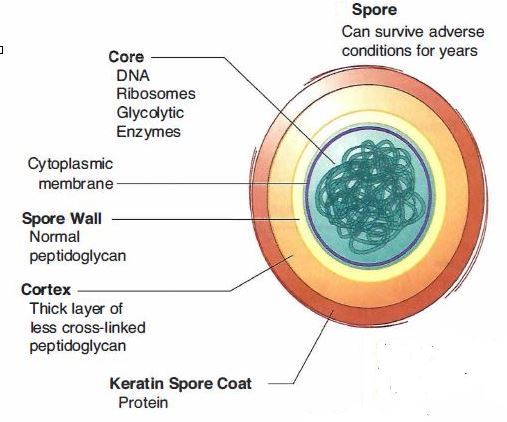 Spore
Can survive adverse
conditions for years
Core
DNA
Ribosomes
Glycolytic
Enzymes
Cytoplasmic
membrane
Spore Wall
Normal
peptidoglycan
Cortex
Thick layer of
less cross-linked
peptidoglycan
Keratin Spore Coat
Protein